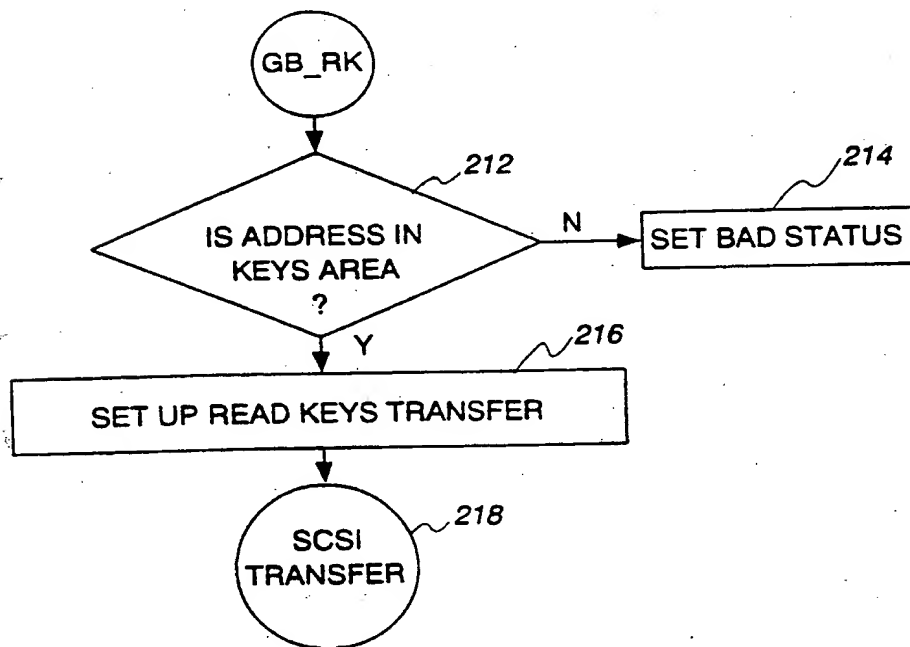 GB_RK
212
214
IS ADDRESS IN
KEYS AREA
?
N
SET BAD STATUS
Y
216
SET UP READ KEYS TRANSFER
218
SCSI
TRANSFER